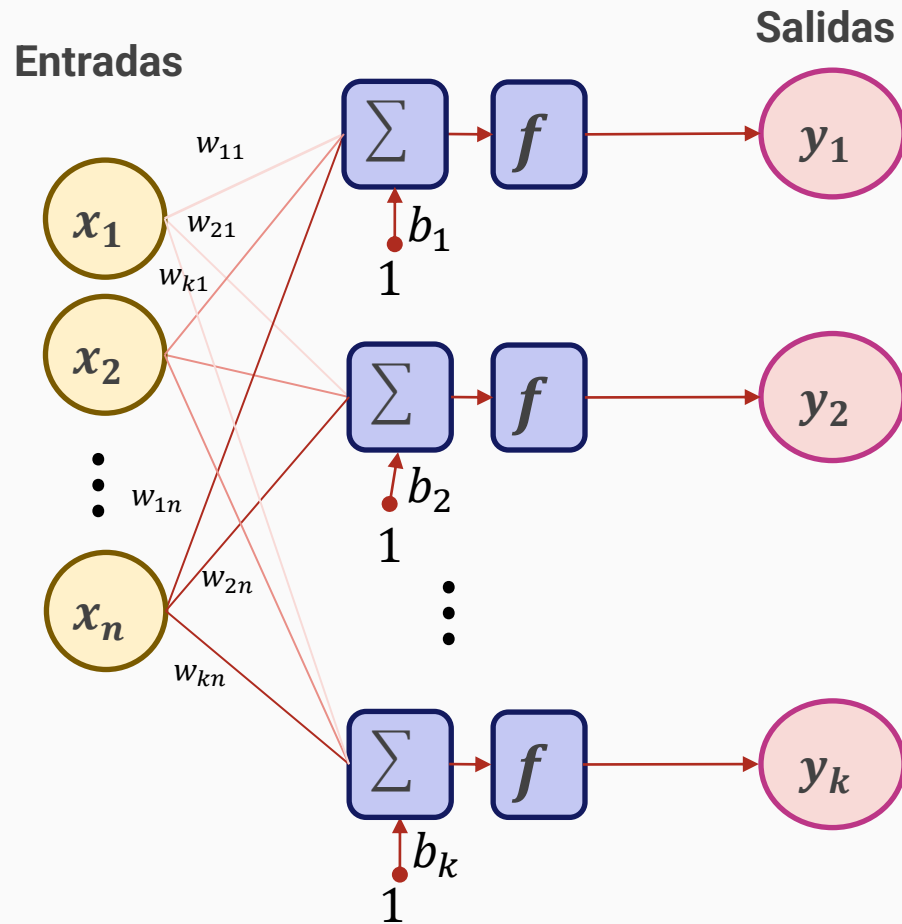 Salidas
Entradas
w₁₁
∑
f
y₁
x₁
w₂₁
b₁
wₖ₁
1
x₂
∑
f
y₂
w₁ₙ
b₂
1
w₂ₙ
xₙ
wₖₙ
∑
f
yₖ
bₖ
1